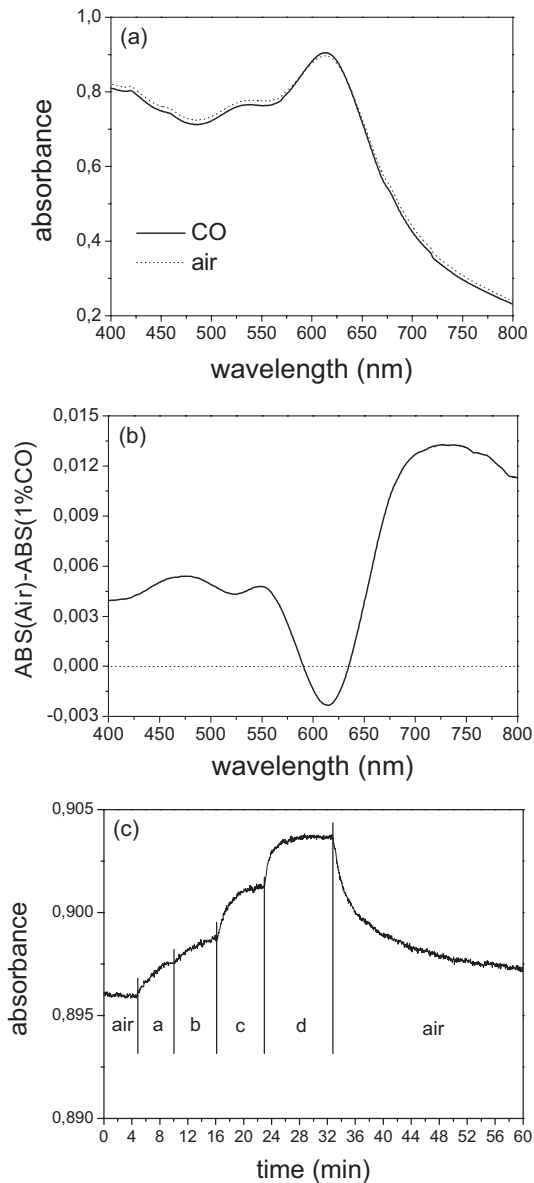 (a)
absorbance
1,0
0,8
0,6
0,4
0,2
CO
air
400 450 500 550 600 650 700 750 800
wavelength (nm)
(b)
ABS(Air)-ABS(1%CO)
0,015
0,012
0,009
0,006
0,003
0,000
-0,003
400 450 500 550 600 650 700 750 800
wavelength (nm)
(c)
absorbance
0,905
0,900
0,895
0,890
air a b c d air
0 4 8 12 16 20 24 28 32 36 40 44 48 52 56 60
time (min)